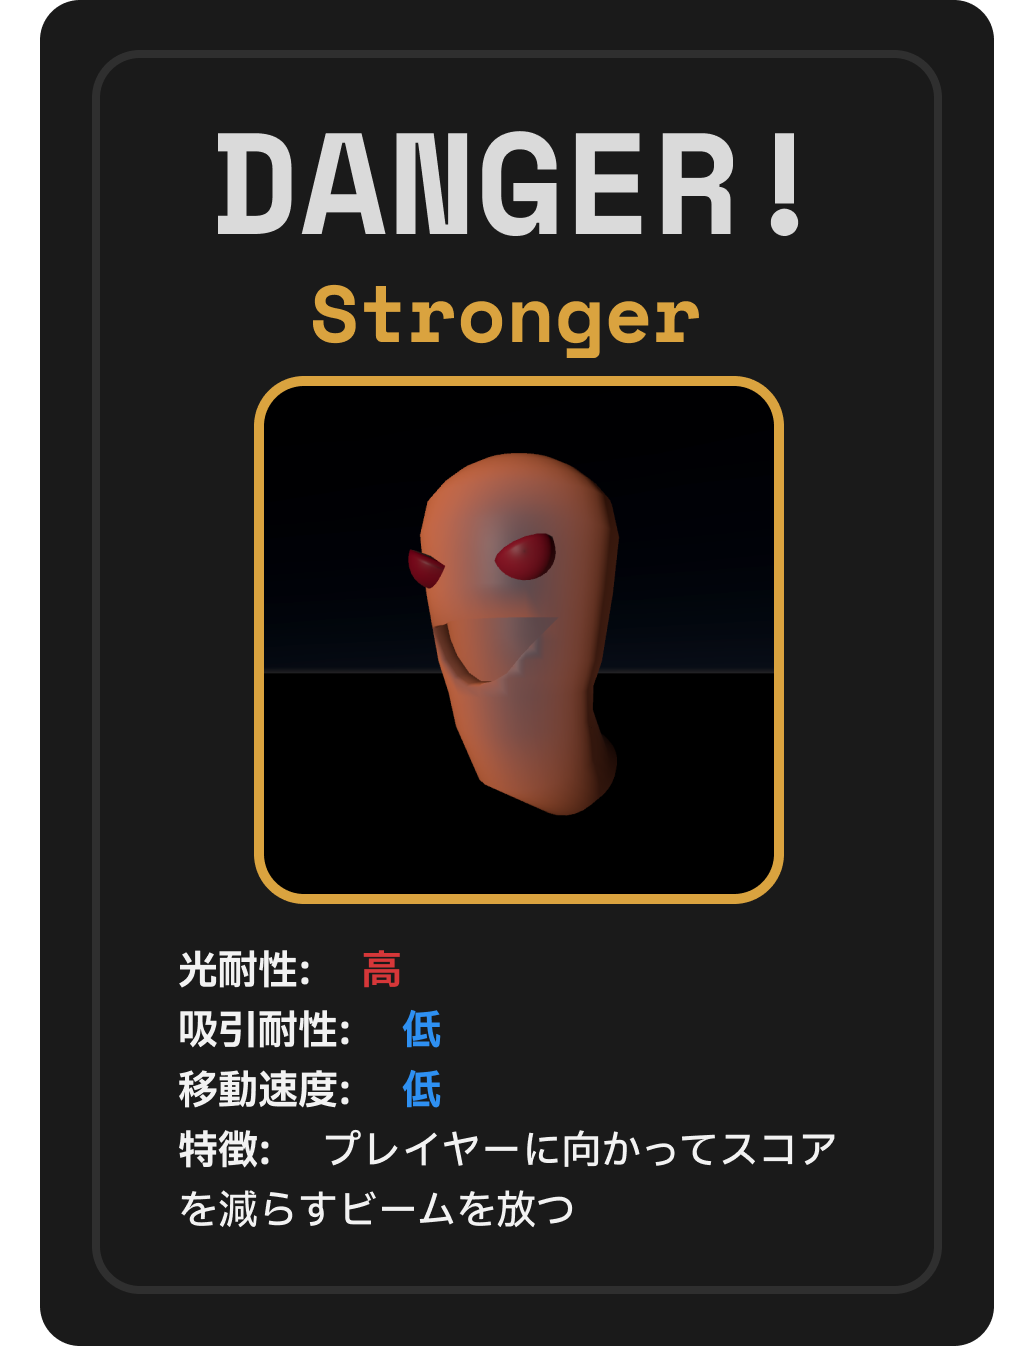 DANGER!
Stronger
光耐性: 高
吸引耐性: 低
移動速度: 低
特徴: プレイヤーに向かってスコア
を減らすビームを放つ